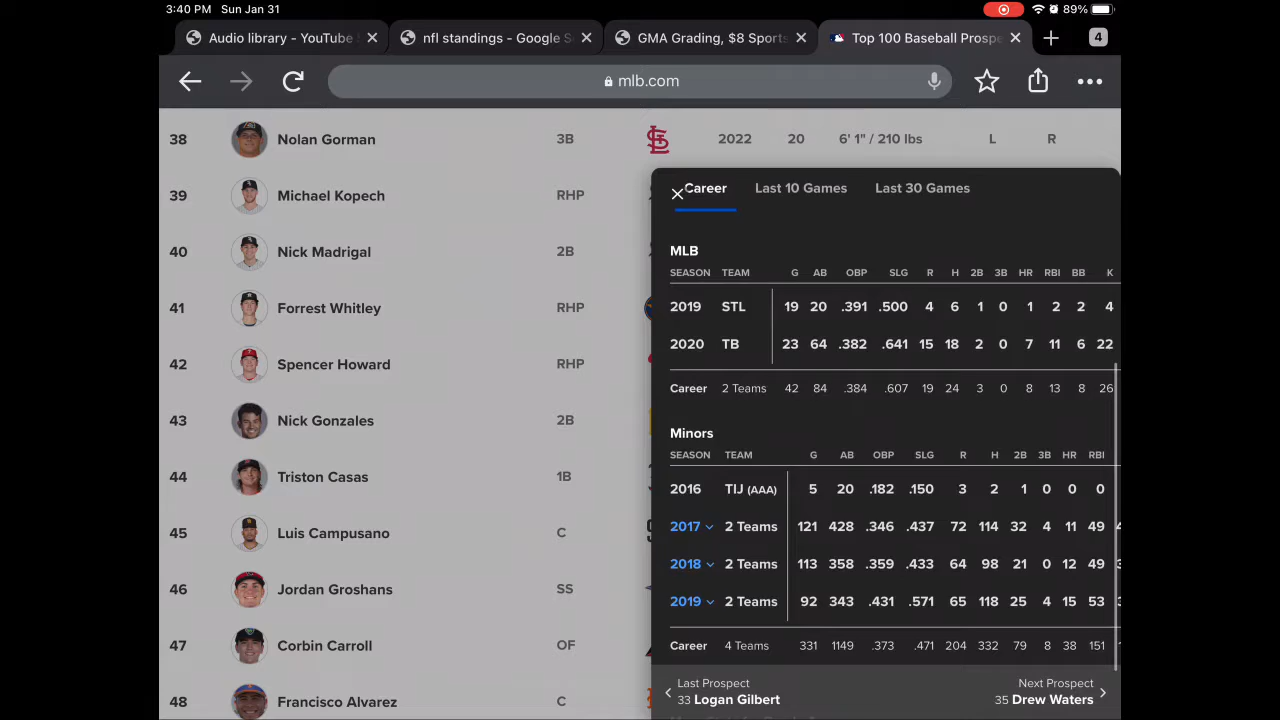 3:40 PM Sun Jan 31 89%
Audio library - YouTube
nfl standings - Google S
GMA Grading, $8 Sports
Top 100 Baseball Prospe
4
mlb.com
38 Nolan Gorman 3B 2022 20 6' 1" / 210 lbs L R
39 Michael Kopech RHP
40 Nick Madrigal 2B
41 Forrest Whitley RHP
42 Spencer Howard RHP
43 Nick Gonzales 2B
44 Triston Casas 1B
45 Luis Campusano C
46 Jordan Groshans SS
47 Corbin Carroll OF
48 Francisco Alvarez C
Career Last 10 Games Last 30 Games
MLB
SEASON TEAM G AB OBP SLG R H 2B 3B HR RBI BB K
2019 STL 19 20 .391 .500 4 6 1 0 1 2 2 4
2020 TB 23 64 .382 .641 15 18 2 0 7 11 6 22
Career 2 Teams 42 84 .384 .607 19 24 3 0 8 13 8 26
Minors
SEASON TEAM G AB OBP SLG R H 2B 3B HR RBI
2016 TIJ (AAA) 5 20 .182 .150 3 2 1 0 0 0
2017 2 Teams 121 428 .346 .437 72 114 32 4 11 49
2018 2 Teams 113 358 .359 .433 64 98 21 0 12 49
2019 2 Teams 92 343 .431 .571 65 118 25 4 15 53
Career 4 Teams 331 1149 .373 .471 204 332 79 8 38 151
Last Prospect
33 Logan Gilbert
Next Prospect
35 Drew Waters